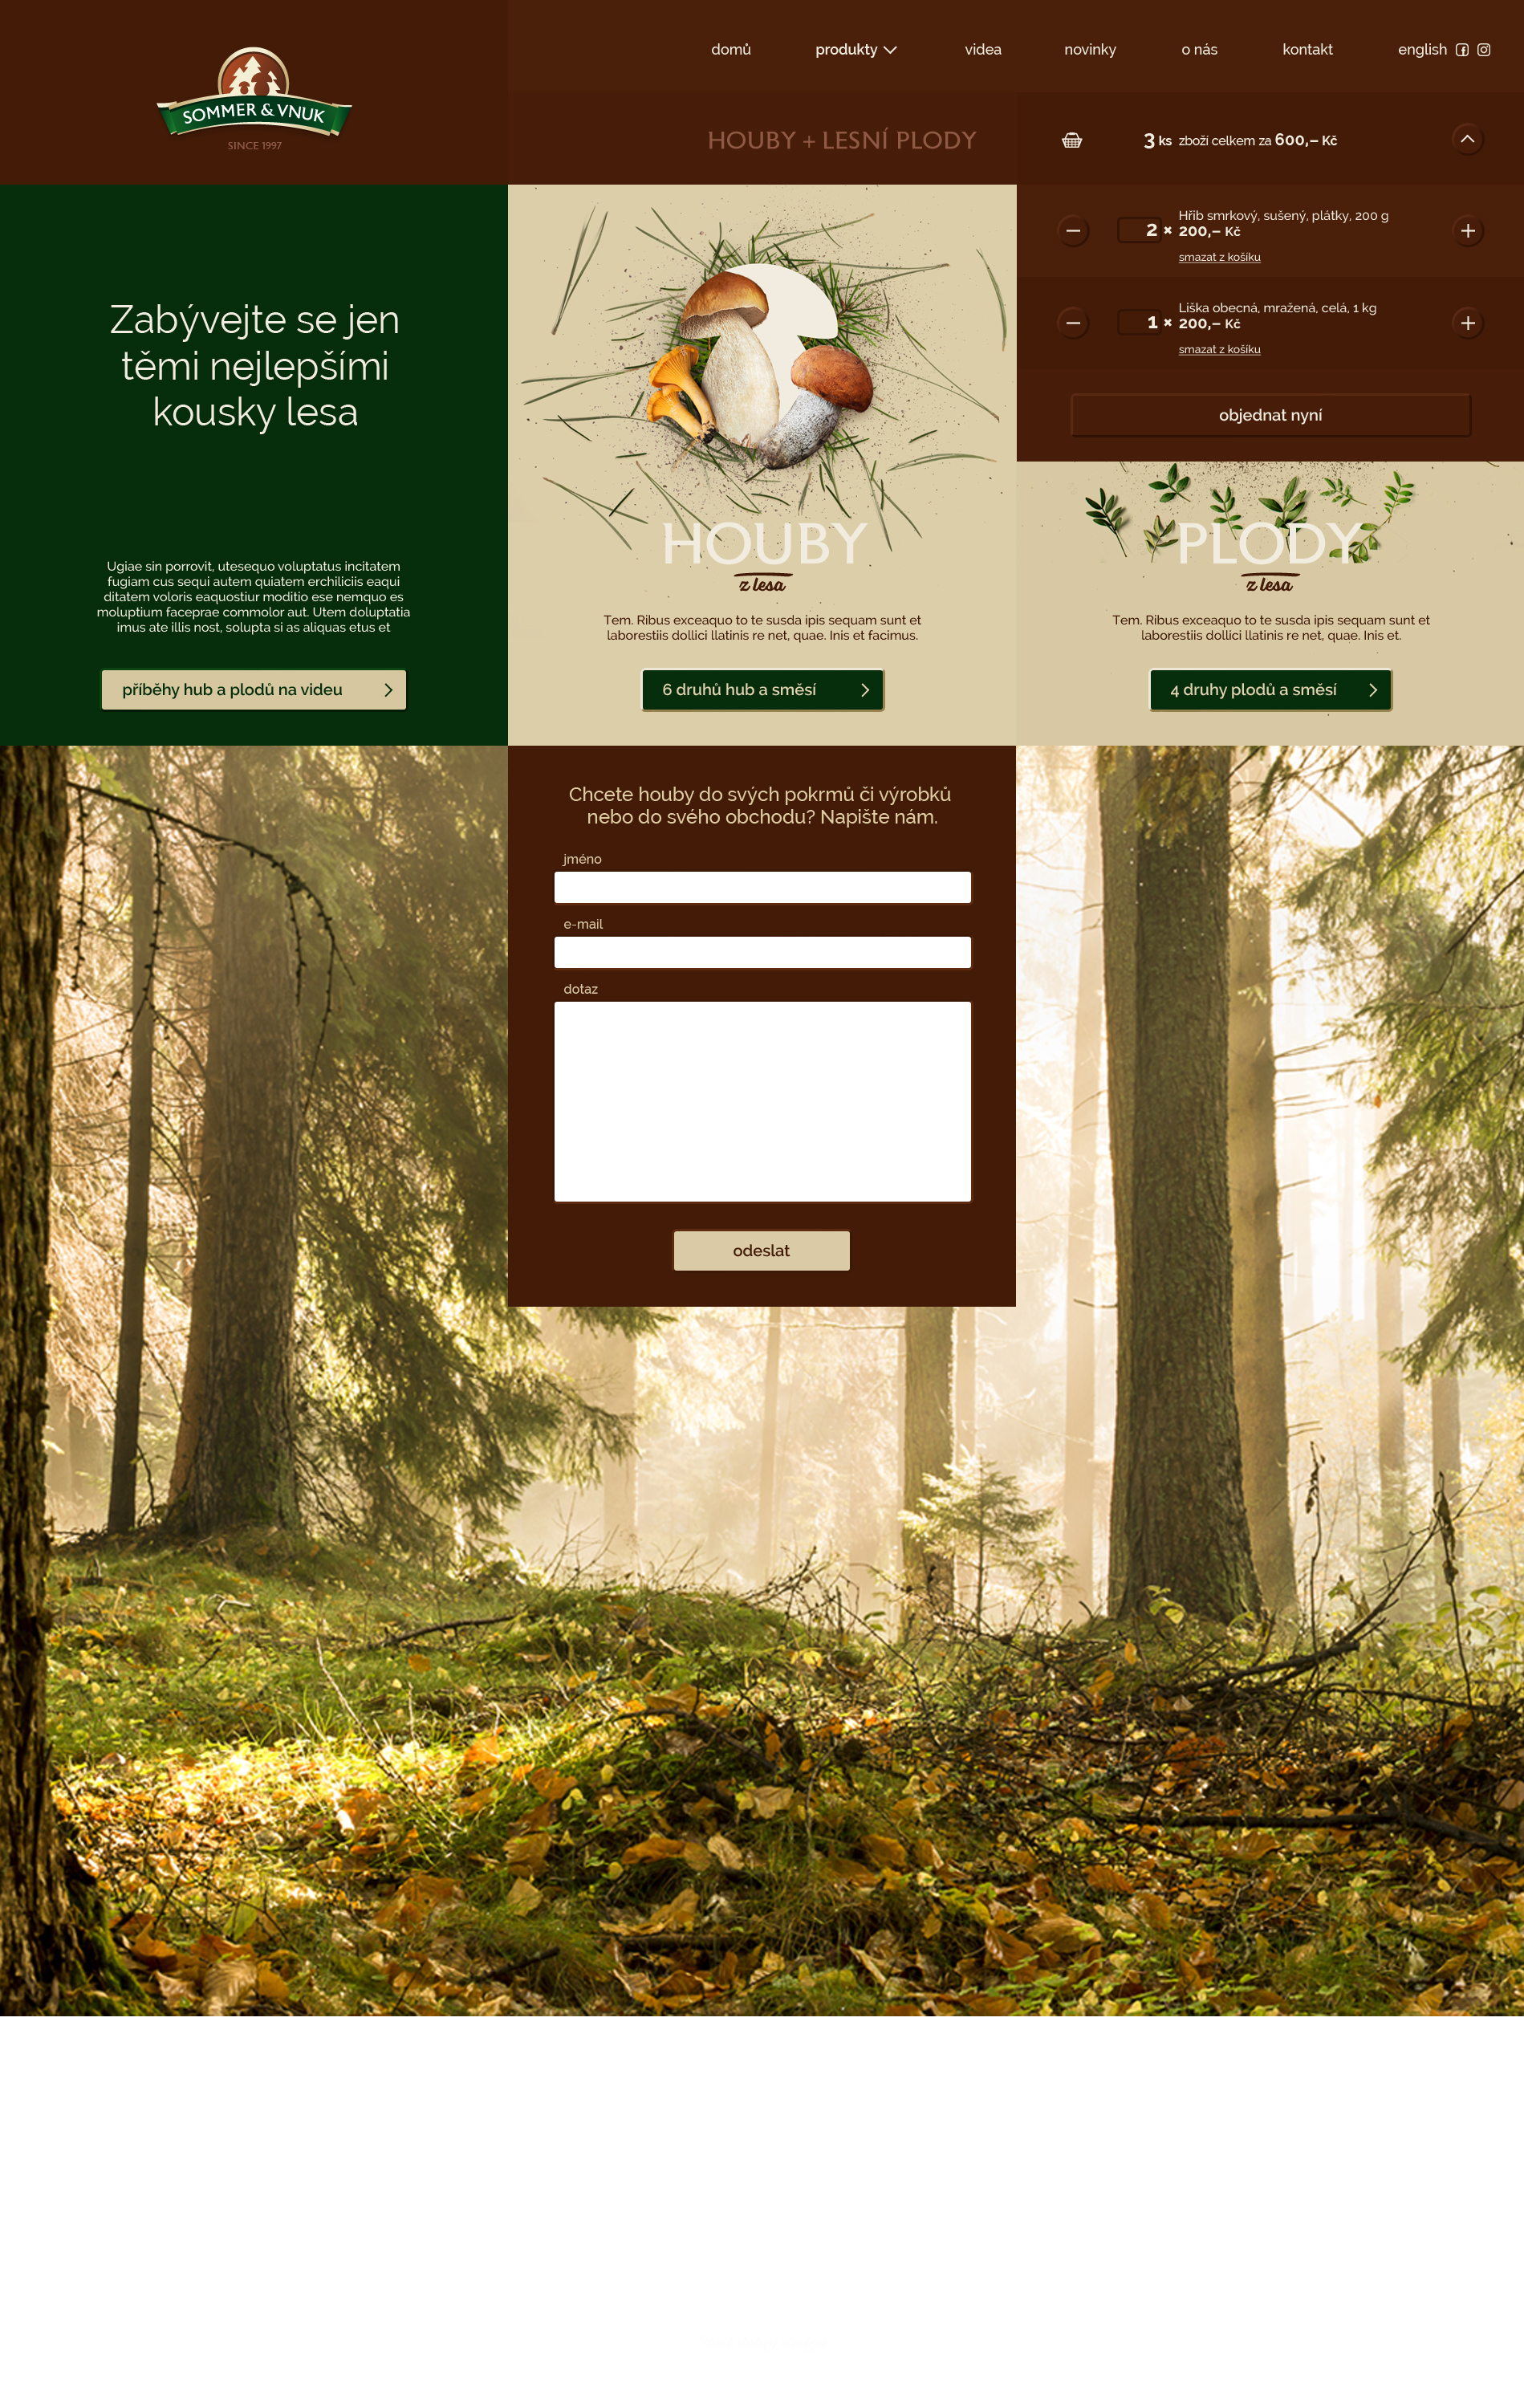 SOMMER & VNUK
SINCE 1997
domů produkty videa novinky o nás kontakt english
HOUBY + LESNÍ PLODY
3 ks zboží celkem za 600,– Kč
2 × Hřib smrkový, sušený, plátky, 200 g
200,– Kč
smazat z košíku
1 × Liška obecná, mražená, celá, 1 kg
200,– Kč
smazat z košíku
objednat nyní
Zabývejte se jen
těmi nejlepšími
kousky lesa
Ugiae sin porrovit, utesequo voluptatus incitatem
fugiam cus sequi autem quiatem erchiliciis eaqui
ditatem voloris eaquostiur moditio ese nemquo es
moluptium faceprae commolor aut. Utem doluptatia
imus ate illis nost, solupta si as aliquas etus et
příběhy hub a plodů na videu
HOUBY
z lesa
Tem. Ribus exceaquo to te susda ipis sequam sunt et
laborestiis dollici llatinis re net, quae. Inis et facimus.
6 druhů hub a směsí
PLODY
z lesa
Tem. Ribus exceaquo to te susda ipis sequam sunt et
laborestiis dollici llatinis re net, quae. Inis et.
4 druhy plodů a směsí
Chcete houby do svých pokrmů či výrobků
nebo do svého obchodu? Napište nám.
jméno
e-mail
dotaz
odeslat